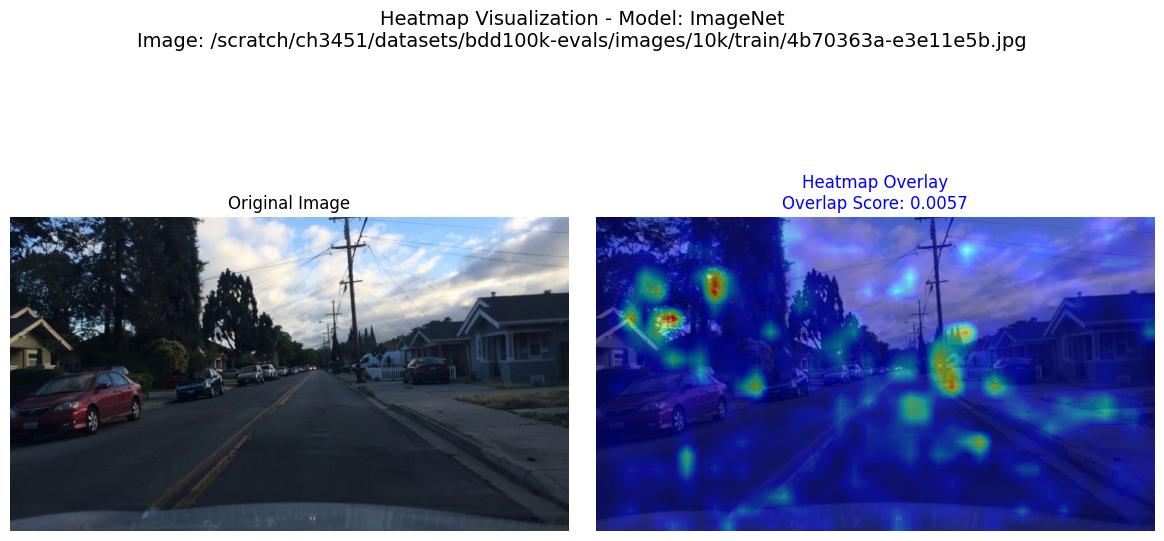 Heatmap Visualization - Model: ImageNet
Image: /scratch/ch3451/datasets/bdd100k-evals/images/10k/train/4b70363a-e3e11e5b.jpg
Original Image
Heatmap Overlay
Overlap Score: 0.0057